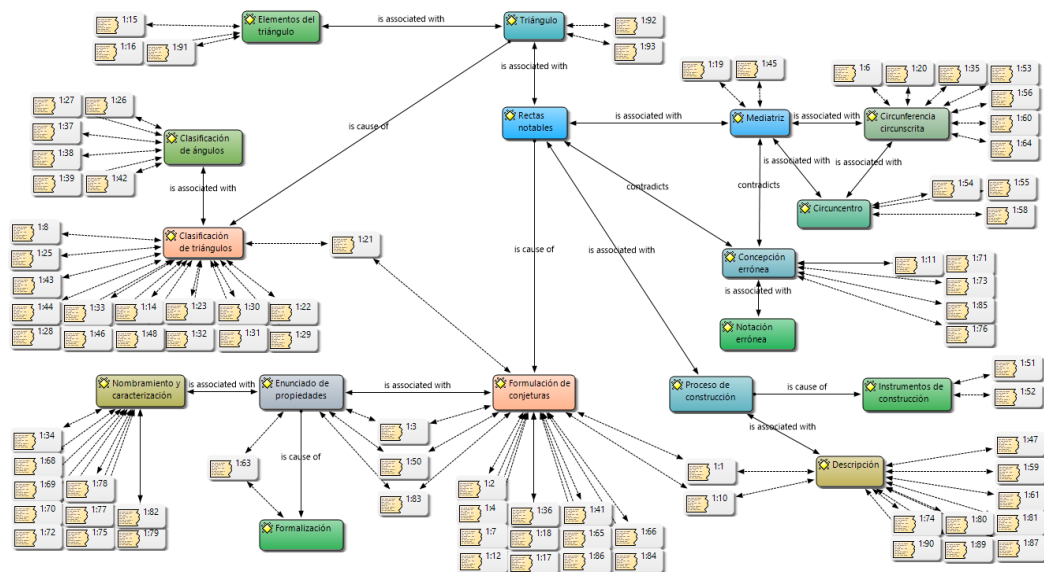 1:15
Elementos del
triángulo
is associated with
Triángulo
1:92
1:16
1:91
1:93
is associated with
1:19
1:45
1:6
1:20
1:35
1:53
1:27
1:26
1:56
1:37
is cause of
Rectas
notables
is associated with
Mediatriz
is associated with
Circunferencia
circunscrita
1:60
Clasificación
de ángulos
1:38
1:64
1:39
1:42
is associated with
is associated with
is associated with
contradicts
contradicts
1:54
1:55
Circuncentro
1:58
1:8
Clasificación
de triángulos
1:21
is cause of
is associated with
1:25
Concepción
errónea
1:11
1:71
1:43
1:73
is associated with
1:44
1:33
1:14
1:23
1:30
1:22
1:85
1:28
1:46
1:48
1:32
1:31
1:29
Notación
errónea
1:76
1:51
Nombramiento y
caracterización
is associated with
Enunciado de
propiedades
is associated with
Formulación de
conjeturas
Proceso de
construcción
is cause of
Instrumentos de
construcción
1:52
1:3
is associated with
1:34
1:47
1:68
1:63
is cause of
1:50
1:1
Descripción
1:59
1:69
1:78
1:2
1:83
1:10
1:61
1:70
1:77
1:82
1:4
1:36
1:41
1:74
1:80
1:81
1:72
1:75
1:79
Formalización
1:7
1:18
1:65
1:66
1:90
1:89
1:87
1:12
1:17
1:86
1:84